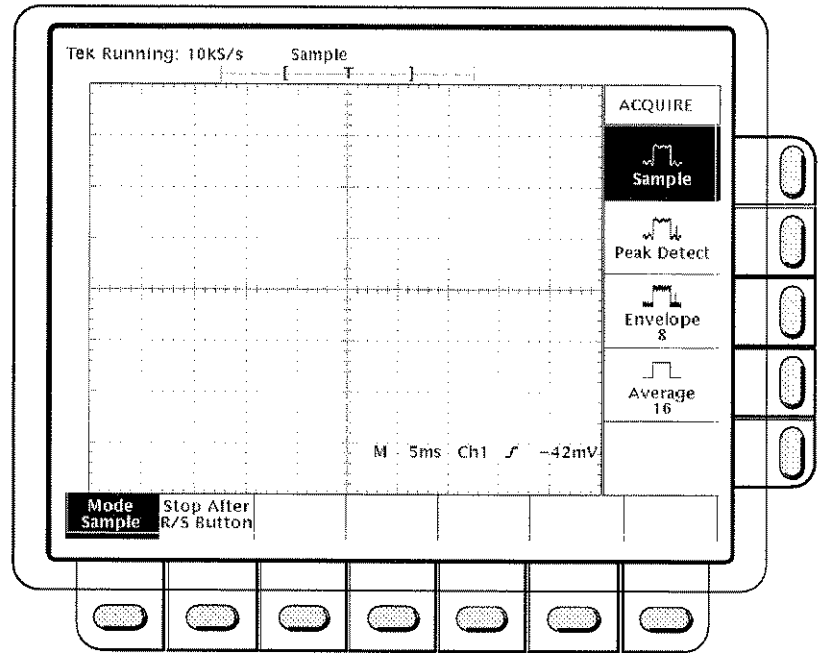 Tek Running: 10kS/s Sample
[ T ]
ACQUIRE
Sample
Peak Detect
Envelope
8
Average
16
M 5ms Ch1 ƒ -42mV
Mode
Sample
Stop After
R/S Button